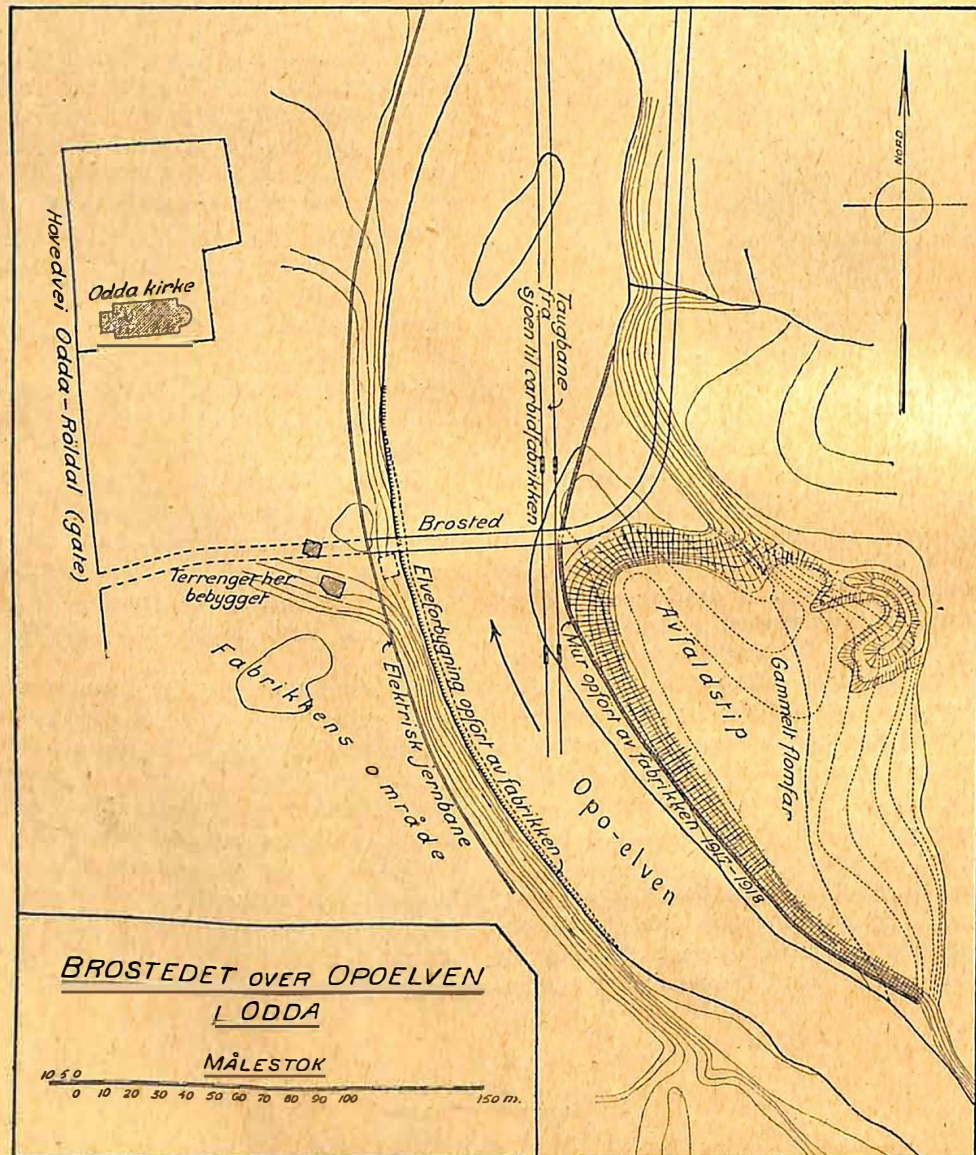 NORD
Hovedvei Odda-Röldal (gate)
Odda kirke
Taugbane
fra
sjøen til carbidfabrikken
Brosted
Terrenget her
bebygget
Fabrikkens område
Elektrisk jernbane
Elveforbygning opført av fabrikken
Opo-elven
(Mur opført av fabrikken
Avfaldstip
Gammelt flomfar
BROSTEDET OVER OPOELVEN
I ODDA
MÅLESTOK
10 5 0
0 10 20 30 40 50 60 70 80 90 100 150 m.